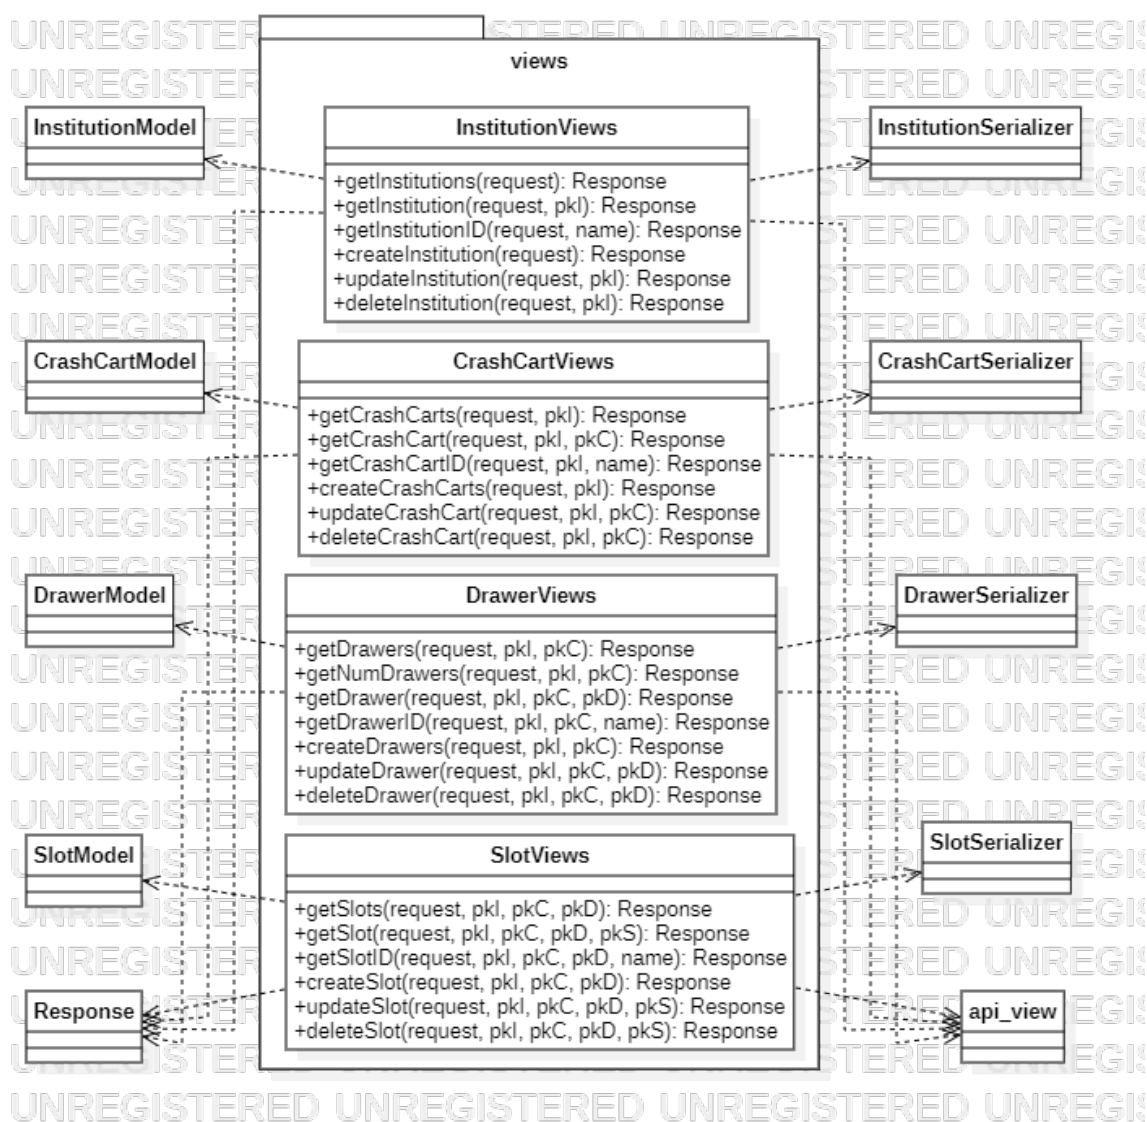 views
InstitutionModel
InstitutionViews
+getInstitutions(request): Response
+getInstitution(request, pkI): Response
+getInstitutionID(request, name): Response
+createInstitution(request): Response
+updateInstitution(request, pkI): Response
+deleteInstitution(request, pkI): Response
InstitutionSerializer
CrashCartModel
CrashCartViews
+getCrashCarts(request, pkI): Response
+getCrashCart(request, pkI, pkC): Response
+getCrashCartID(request, pkI, name): Response
+createCrashCarts(request, pkI): Response
+updateCrashCart(request, pkI, pkC): Response
+deleteCrashCart(request, pkI, pkC): Response
CrashCartSerializer
DrawerModel
DrawerViews
+getDrawers(request, pkI, pkC): Response
+getNumDrawers(request, pkI, pkC): Response
+getDrawer(request, pkI, pkC, pkD): Response
+getDrawerID(request, pkI, pkC, name): Response
+createDrawers(request, pkI, pkC): Response
+updateDrawer(request, pkI, pkC, pkD): Response
+deleteDrawer(request, pkI, pkC, pkD): Response
DrawerSerializer
SlotModel
SlotViews
+getSlots(request, pkI, pkC, pkD): Response
+getSlot(request, pkI, pkC, pkD, pkS): Response
+getSlotID(request, pkI, pkC, pkD, name): Response
+createSlot(request, pkI, pkC, pkD): Response
+updateSlot(request, pkI, pkC, pkD, pkS): Response
+deleteSlot(request, pkI, pkC, pkD, pkS): Response
SlotSerializer
Response
api_view
UNREGISTERED UNREGISTERED UNREGISTERED UNREGIS